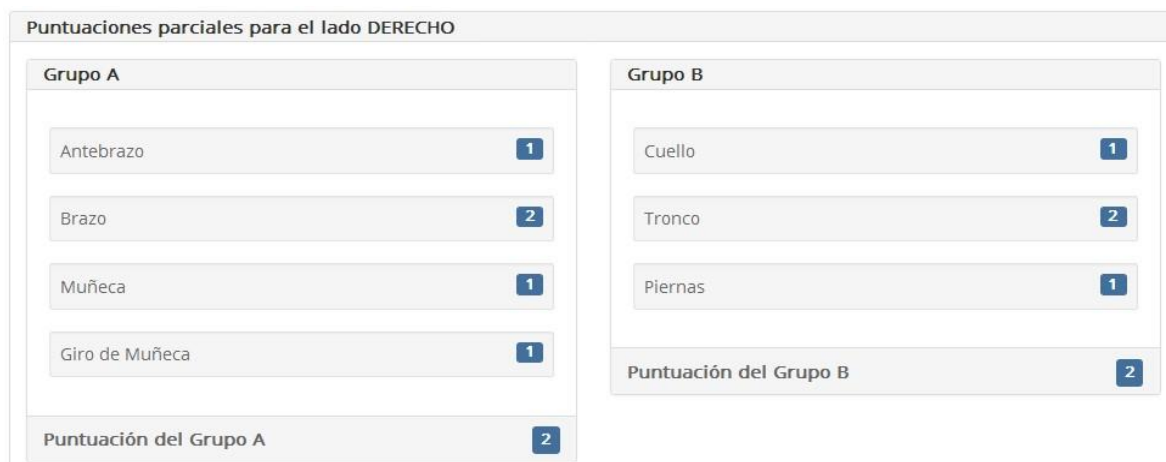 Puntuaciones parciales para el lado DERECHO
Grupo A
Antebrazo 1
Brazo 2
Muñeca 1
Giro de Muñeca 1
Puntuación del Grupo A 2
Grupo B
Cuello 1
Tronco 2
Piernas 1
Puntuación del Grupo B 2